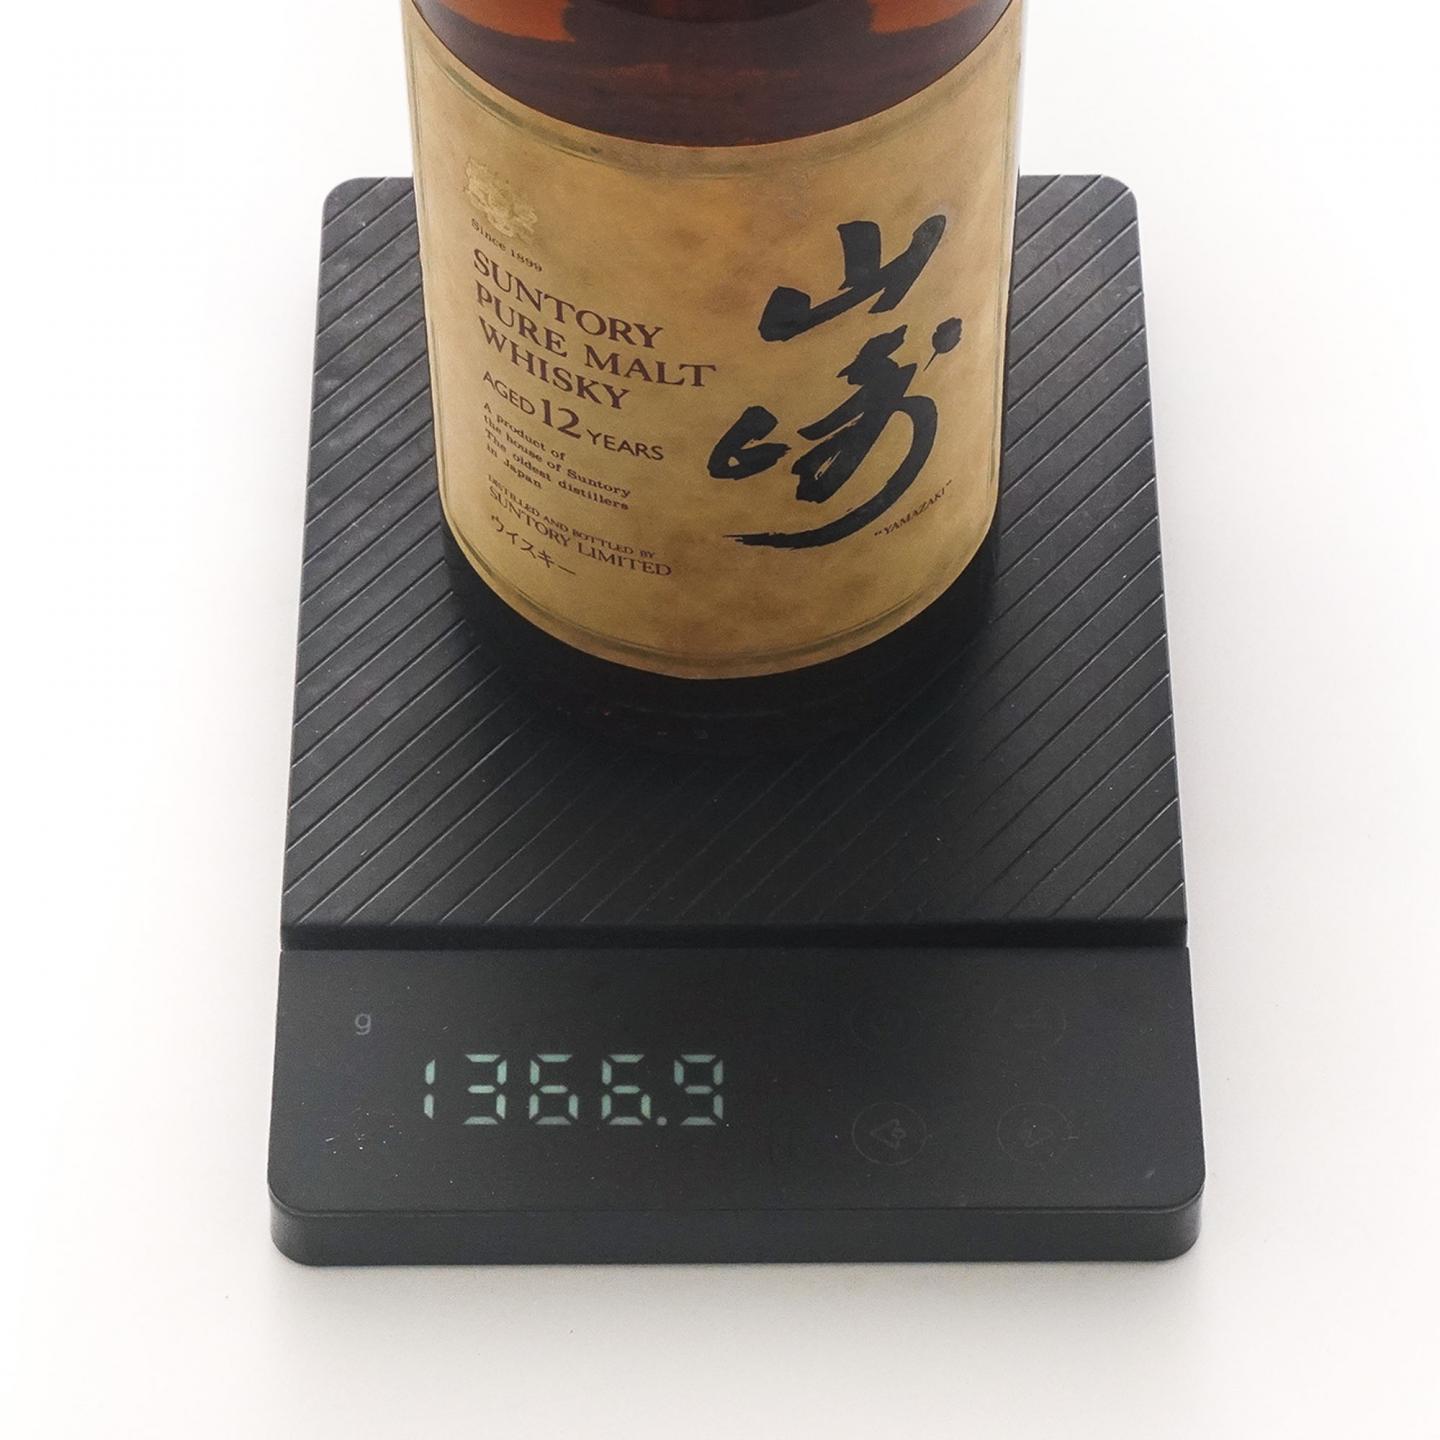 Since 1899
SUNTORY
PURE MALT
WHISKY
AGED 12 YEARS
A product of
the house of Suntory
The oldest distillers
in Japan
DISTILLED AND BOTTLED BY
SUNTORY LIMITED
ウイスキー
山
崎
"YAMAZAKI"
g
1366.9